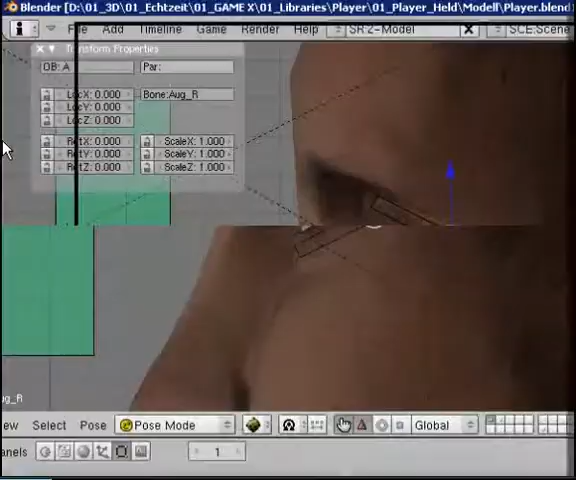 Blender [D:\01_3D\01_Echtzeit\01_GAME X\01_Libraries\Player\01_Player_Held\Modell\Player.blend]
File Add Timeline Game Render Help SR:2-Model SCE:Scene
Transform Properties
OB: A Par:
LocX: 0.000 Bone:Aug_R
LocY: 0.000
LocZ: 0.000
RotX: 0.000 ScaleX: 1.000
RotY: 0.000 ScaleY: 1.000
RotZ: 0.000 ScaleZ: 1.000
ug_R
ew Select Pose Pose Mode Global
anels 1